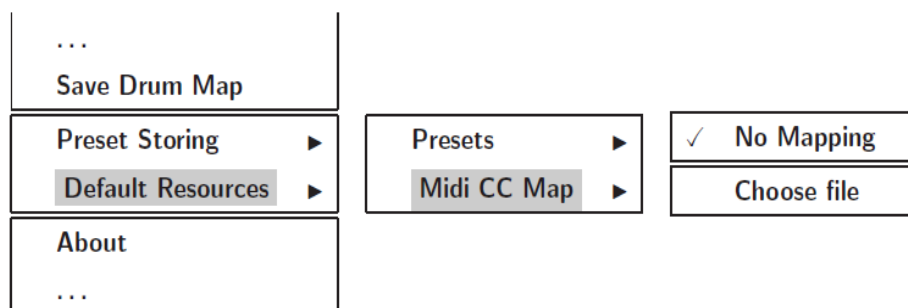 ...
Save Drum Map
Preset Storing ▶
Default Resources ▶
About
...
Presets ▶
Midi CC Map ▶
✓ No Mapping
Choose file